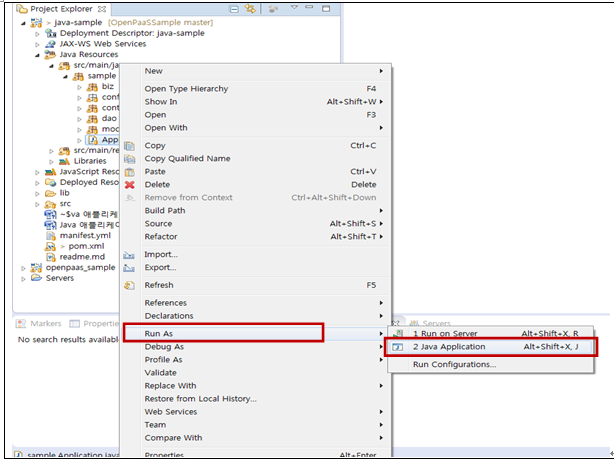 Project Explorer
> java-sample [OpenPaaSSample master]
Deployment Descriptor: java-sample
JAX-WS Web Services
Java Resources
src/main/ja
sample
biz
conf
cont
dao
mod
App
src/main/re
Libraries
JavaScript Reso
Deployed Resou
lib
src
~$va 애플리케이
Java 애플리케이
manifest.yml
> pom.xml
readme.md
openpaas_sample
Servers
New
Open Type Hierarchy F4
Show In Alt+Shift+W
Open F3
Open With
Copy Ctrl+C
Copy Qualified Name
Paste Ctrl+V
Delete Delete
Remove from Context Ctrl+Alt+Shift+Down
Build Path
Source Alt+Shift+S
Refactor Alt+Shift+T
Import...
Export...
Refresh F5
References
Declarations
Run As
Debug As
Profile As
Validate
Replace With
Restore from Local History...
Web Services
Team
Compare With
Properties Alt+Enter
Markers Properties Servers
No search results available
1 Run on Server Alt+Shift+X, R
2 Java Application Alt+Shift+X, J
Run Configurations...
sample Application java